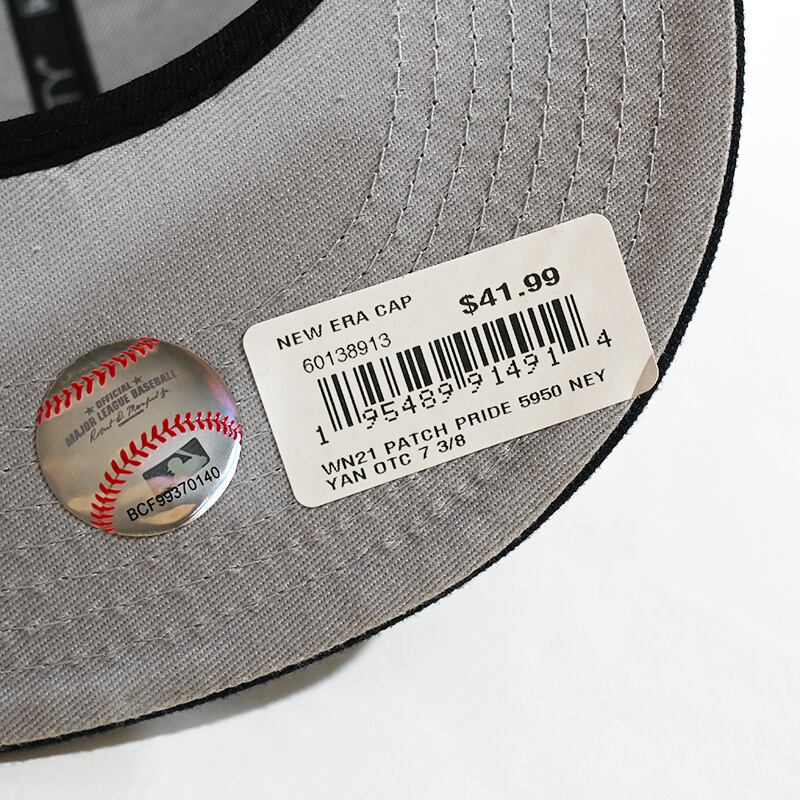 NEW ERA CAP $41.99
60138913
1 95489 91491 4
WN21 PATCH PRIDE 5950 NEY
YAN OTC 7 3/8
★ OFFICIAL ★
MAJOR LEAGUE BASEBALL
BCF99370140